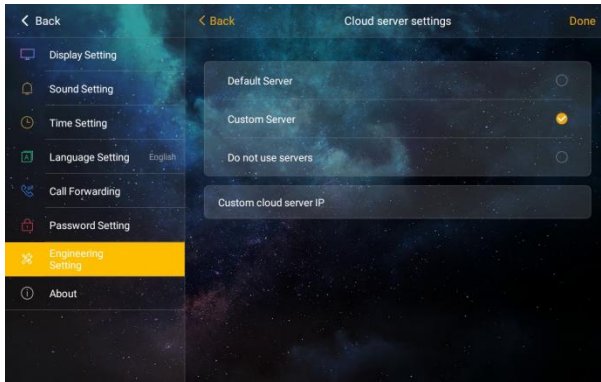 Back
Display Setting
Sound Setting
Time Setting
Language Setting English
Call Forwarding
Password Setting
Engineering
Setting
About
Back Cloud server settings Done
Default Server
Custom Server
Do not use servers
Custom cloud server IP